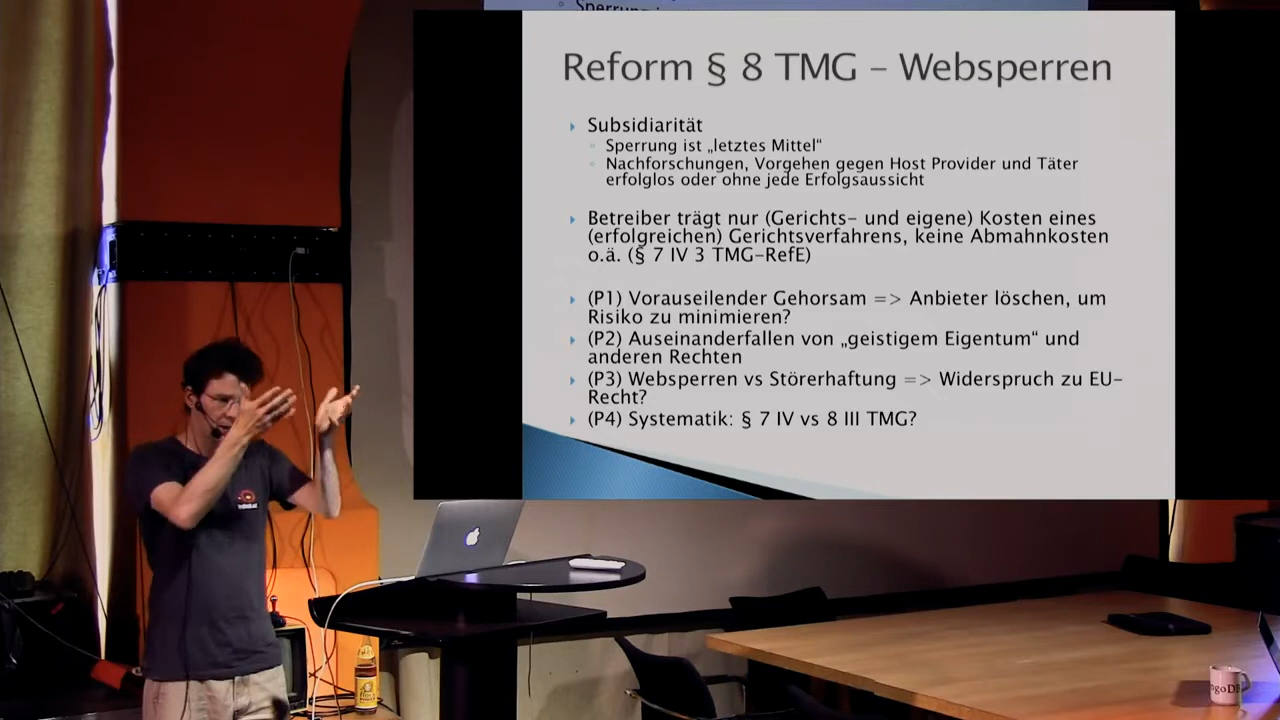 Reform § 8 TMG – Websperren
Subsidiarität
Sperrung ist „letztes Mittel“
Nachforschungen, Vorgehen gegen Host Provider und Täter
erfolglos oder ohne jede Erfolgsaussicht
Betreiber trägt nur (Gerichts- und eigene) Kosten eines
(erfolgreichen) Gerichtsverfahrens, keine Abmahnkosten
o.ä. (§ 7 IV 3 TMG-RefE)
(P1) Vorauseilender Gehorsam => Anbieter löschen, um
Risiko zu minimieren?
(P2) Auseinanderfallen von „geistigem Eigentum“ und
anderen Rechten
(P3) Websperren vs Störerhaftung => Widerspruch zu EU-
Recht?
(P4) Systematik: § 7 IV vs 8 III TMG?